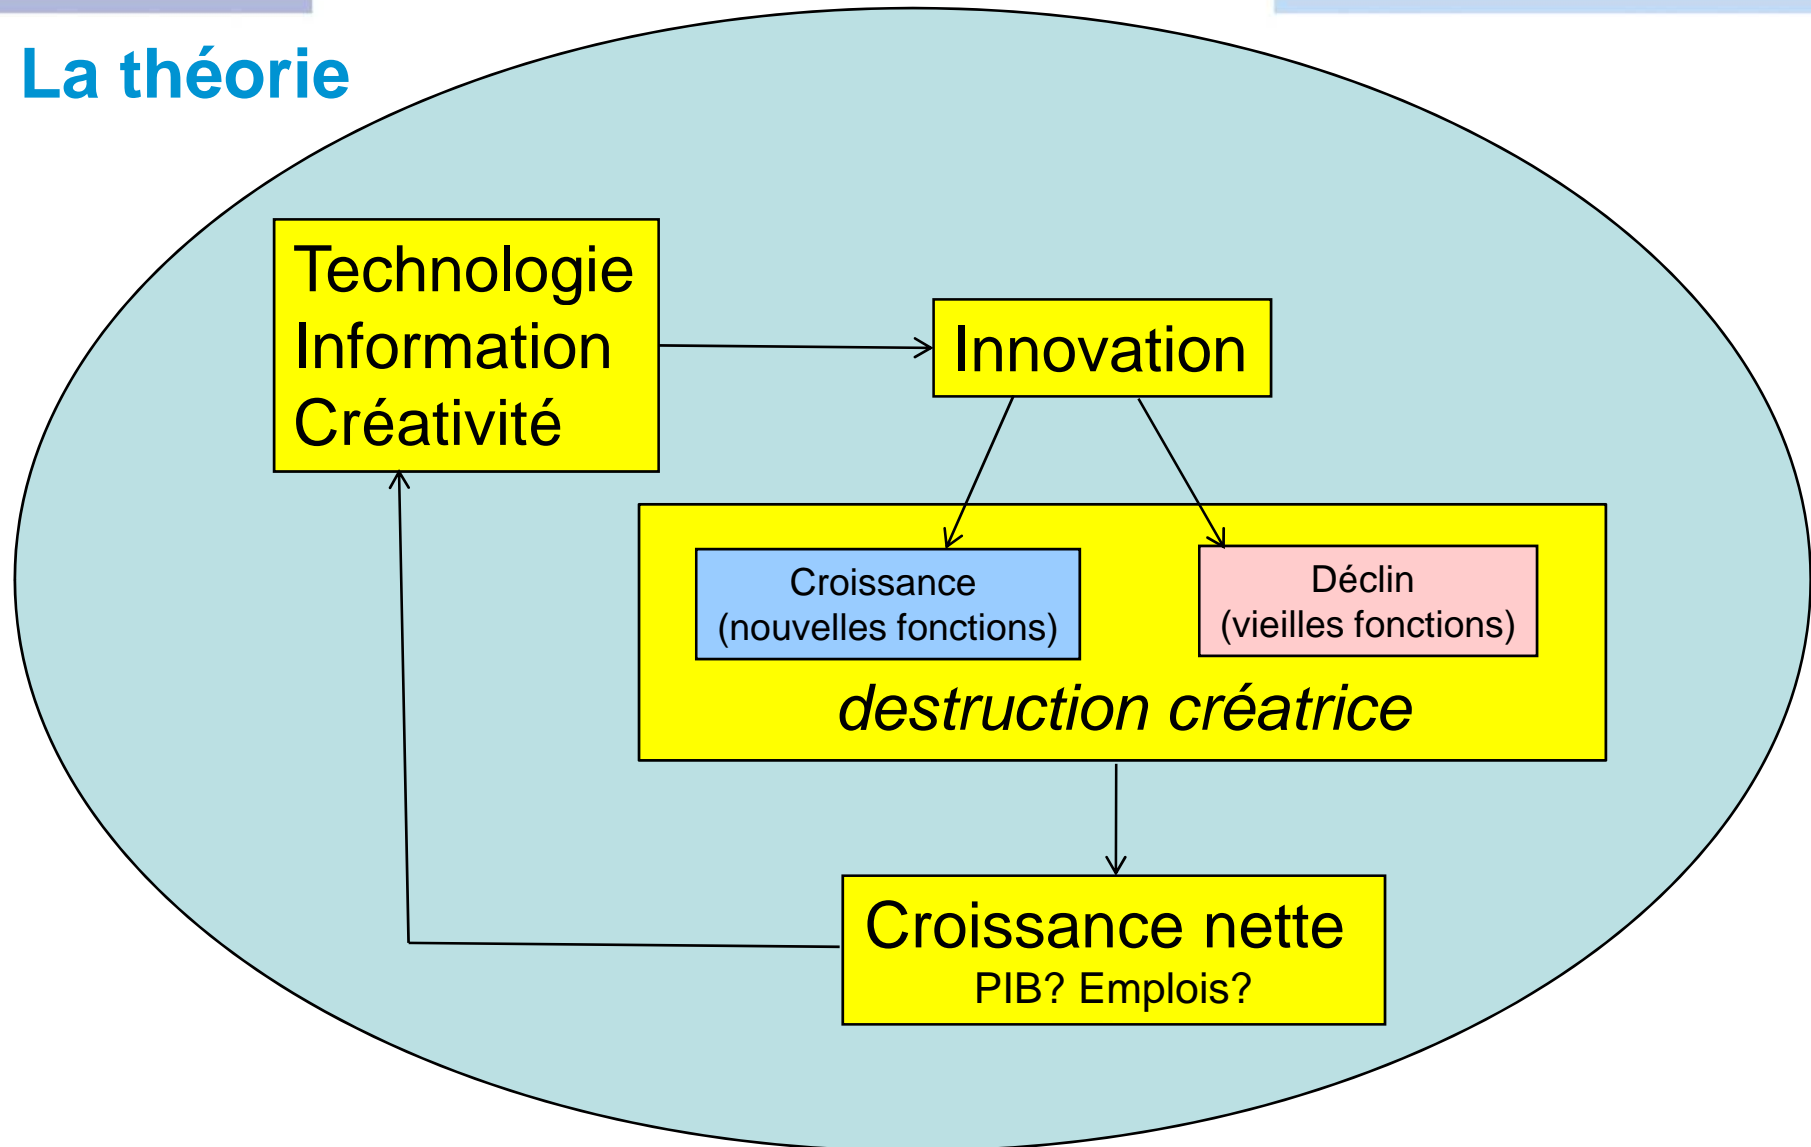 La théorie
Technologie
Information
Créativité
Innovation
Croissance
(nouvelles fonctions)
Déclin
(vieilles fonctions)
destruction créatrice
Croissance nette
PIB? Emplois?